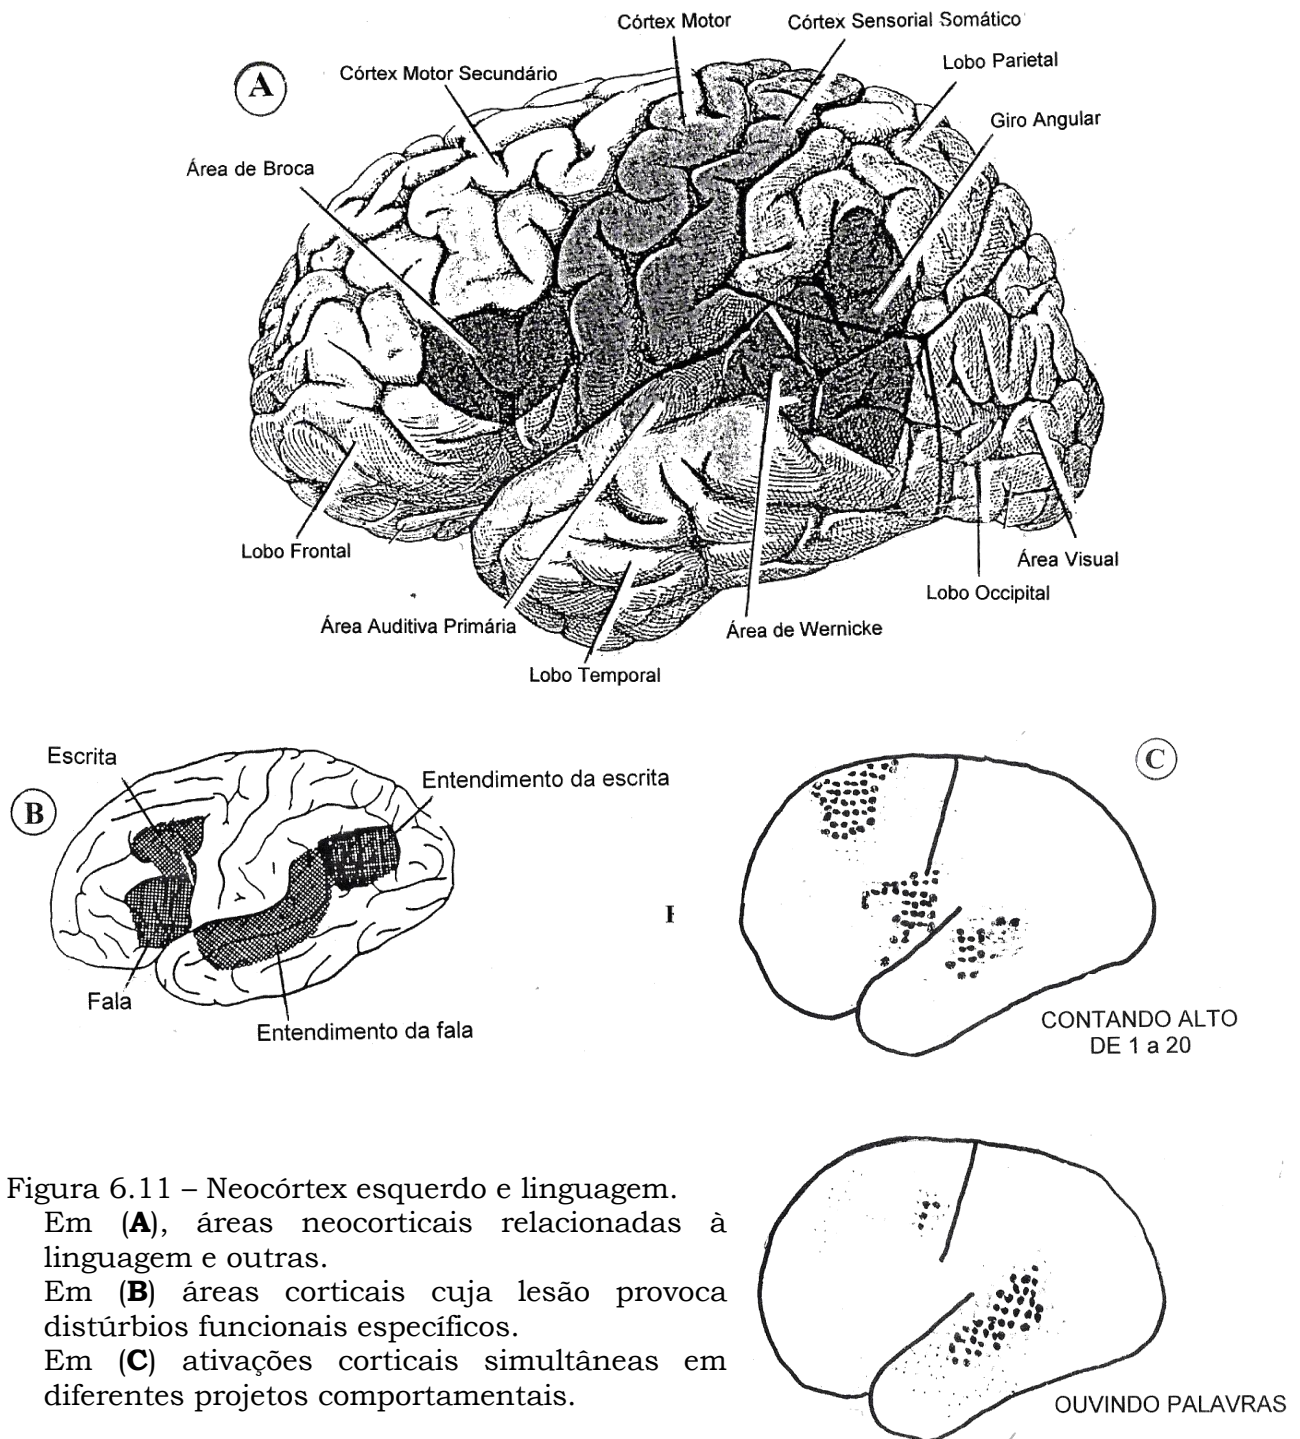 Córtex Motor
Córtex Sensorial Somático
Córtex Motor Secundário
Lobo Parietal
A
Giro Angular
Área de Broca
Lobo Frontal
Área Visual
Lobo Occipital
Área Auditiva Primária
Área de Wernicke
Lobo Temporal
Escrita
Entendimento da escrita
B
Fala
Entendimento da fala
C
CONTANDO ALTO
DE 1 a 20
Figura 6.11 – Neocórtex esquerdo e linguagem.
Em (A), áreas neocorticais relacionadas à
linguagem e outras.
Em (B) áreas corticais cuja lesão provoca
distúrbios funcionais específicos.
Em (C) ativações corticais simultâneas em
diferentes projetos comportamentais.
OUVINDO PALAVRAS